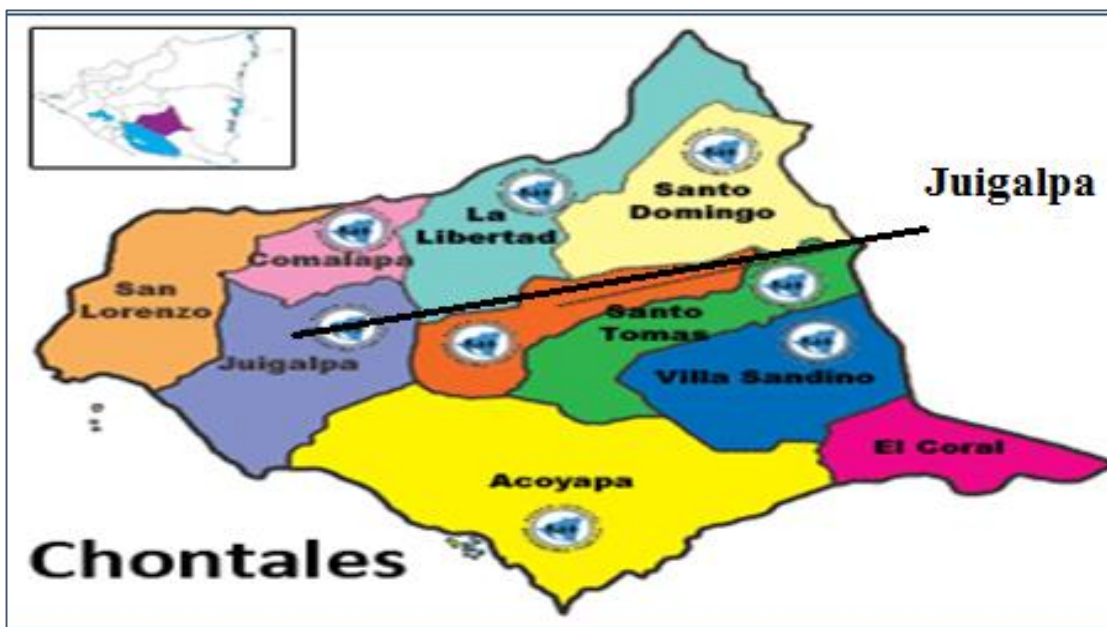 Juigalpa
Santo
Domingo
La
Libertad
Comalapa
San
Lorenzo
Santo
Tomas
Juigalpa
Villa Sandino
El Coral
Acoyapa
Chontales